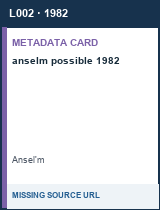 L002 · 1982
METADATA CARD
anselm possible 1982
Ansel'm
MISSING SOURCE URL